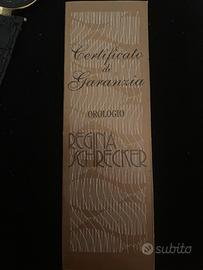 Certificato
di
Garanzia
OROLOGIO
REGINA
SCHRECKER
subito